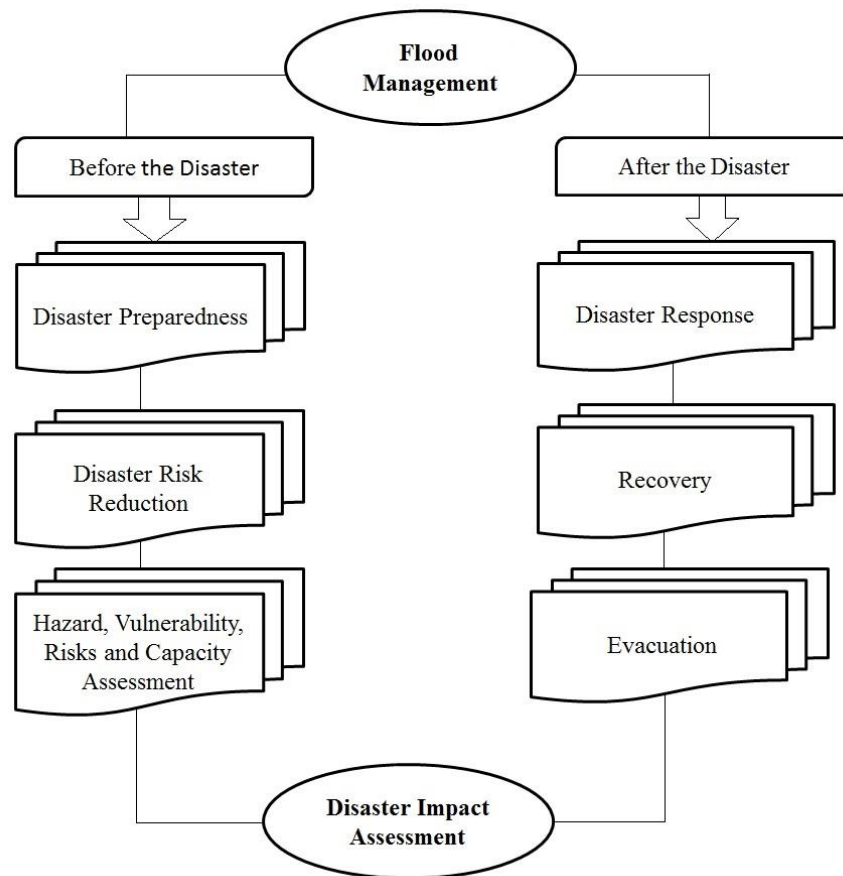 Flood
Management
Before the Disaster
After the Disaster
Disaster Preparedness
Disaster Response
Disaster Risk
Reduction
Recovery
Hazard, Vulnerability,
Risks and Capacity
Assessment
Evacuation
Disaster Impact
Assessment